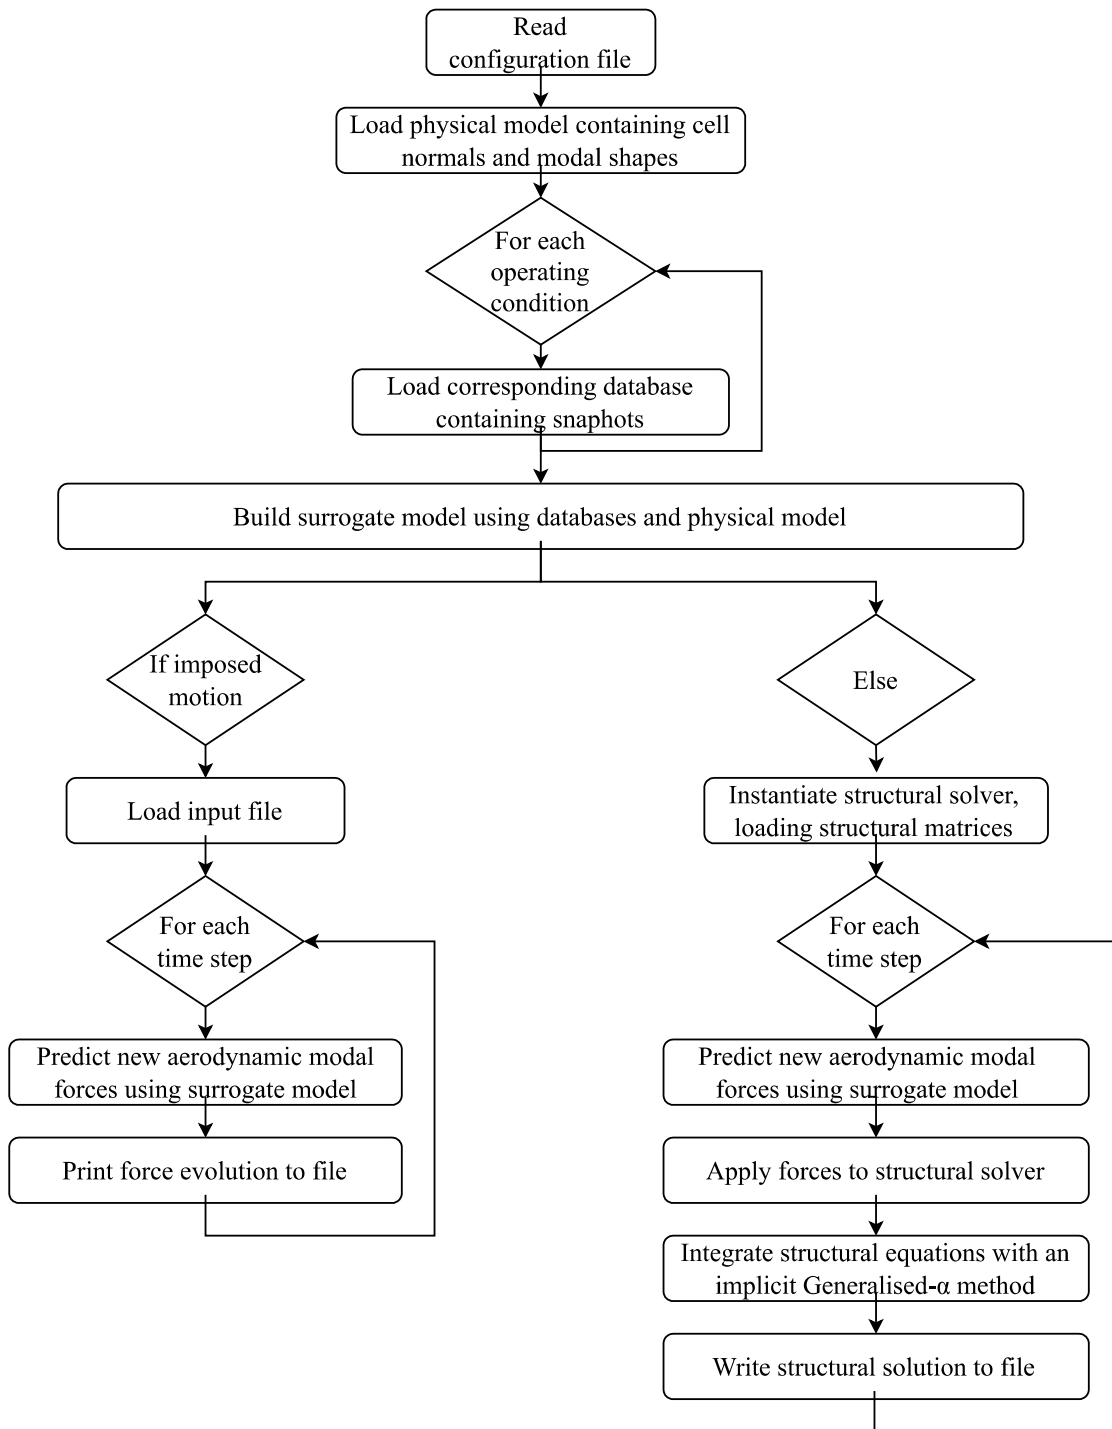 Read
configuration file
Load physical model containing cell
normals and modal shapes
For each
operating
condition
Load corresponding database
containing snaphots
Build surrogate model using databases and physical model
If imposed
motion
Load input file
For each
time step
Predict new aerodynamic modal
forces using surrogate model
Print force evolution to file
Else
Instantiate structural solver,
loading structural matrices
For each
time step
Predict new aerodynamic modal
forces using surrogate model
Apply forces to structural solver
Integrate structural equations with an
implicit Generalised-α method
Write structural solution to file